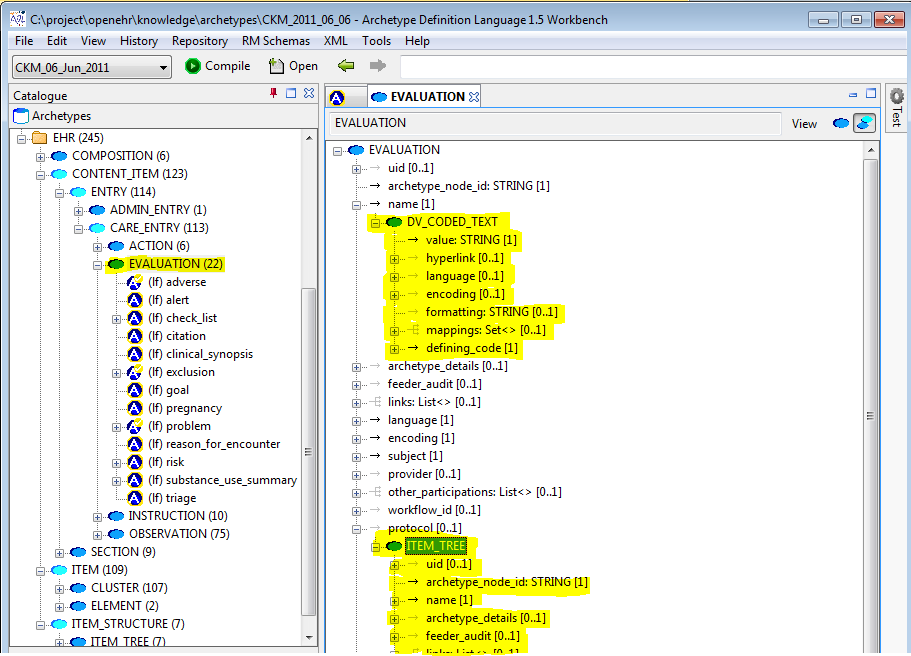 C:\project\openehr\knowledge\archetypes\CKM_2011_06_06 - Archetype Definition Language 1.5 Workbench
File Edit View History Repository RM Schemas XML Tools Help
CKM_06_Jun_2011 Compile Open
Catalogue
Archetypes
EHR (245)
COMPOSITION (6)
CONTENT_ITEM (123)
ENTRY (114)
ADMIN_ENTRY (1)
CARE_ENTRY (113)
ACTION (6)
EVALUATION (22)
(lf) adverse
(lf) alert
(lf) check_list
(lf) citation
(lf) clinical_synopsis
(lf) exclusion
(lf) goal
(lf) pregnancy
(lf) problem
(lf) reason_for_encounter
(lf) risk
(lf) substance_use_summary
(lf) triage
INSTRUCTION (10)
OBSERVATION (75)
SECTION (9)
ITEM (109)
CLUSTER (107)
ELEMENT (2)
ITEM_STRUCTURE (7)
ITEM_TREE (7)
EVALUATION
EVALUATION View
EVALUATION
uid [0..1]
archetype_node_id: STRING [1]
name [1]
DV_CODED_TEXT
value: STRING [1]
hyperlink [0..1]
language [0..1]
encoding [0..1]
formatting: STRING [0..1]
mappings: Set<> [0..1]
defining_code [1]
archetype_details [0..1]
feeder_audit [0..1]
links: List<> [0..1]
language [1]
encoding [1]
subject [1]
provider [0..1]
other_participations: List<> [0..1]
workflow_id [0..1]
protocol [0..1]
ITEM_TREE
uid [0..1]
archetype_node_id: STRING [1]
name [1]
archetype_details [0..1]
feeder_audit [0..1]
links: List<> [0..1]
Test